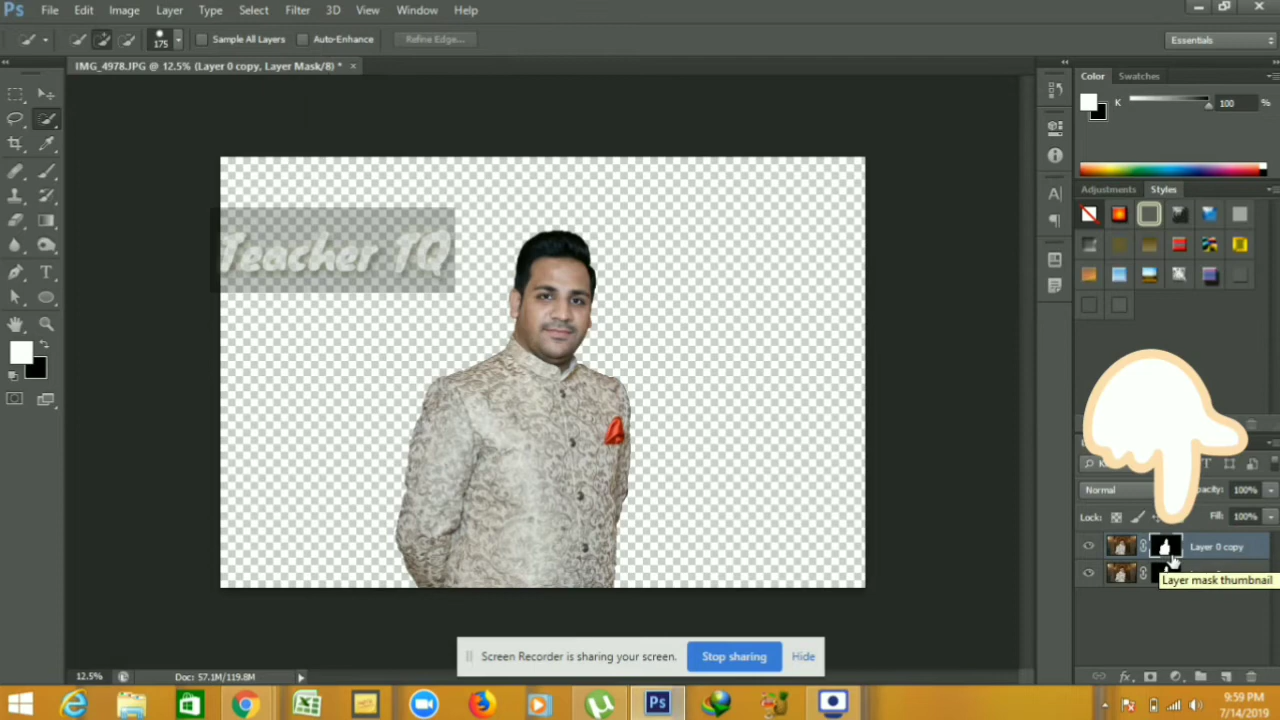 Ps File Edit Image Layer Type Select Filter 3D View Window Help
175 Sample All Layers Auto-Enhance Refine Edge... Essentials
IMG_4978.JPG @ 12.5% (Layer 0 copy, Layer Mask/8) * ×
Color Swatches
K 100 %
Adjustments Styles
Teacher TQ
Normal Opacity: 100%
Lock: Fill: 100%
Layer 0 copy
Layer mask thumbnail
Screen Recorder is sharing your screen. Stop sharing Hide
12.5% Doc: 57.1M/119.8M
9:59 PM
7/14/2019